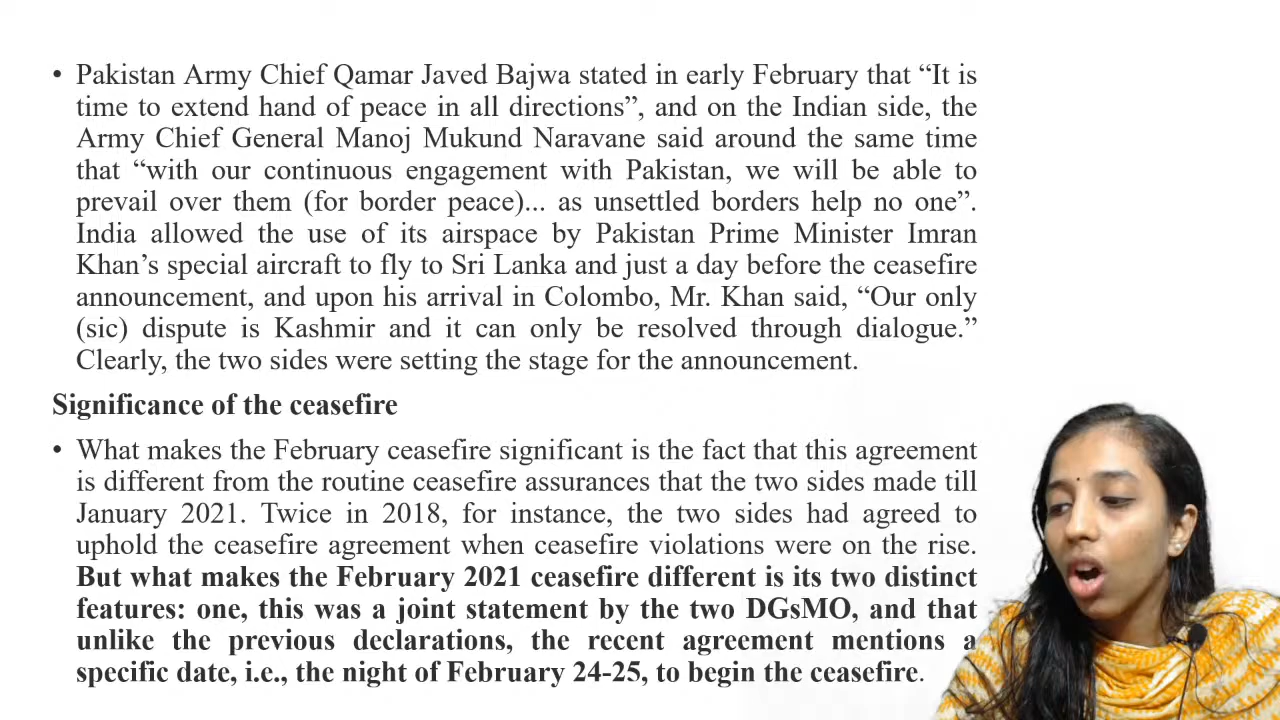 • Pakistan Army Chief Qamar Javed Bajwa stated in early February that “It is
time to extend hand of peace in all directions”, and on the Indian side, the
Army Chief General Manoj Mukund Naravane said around the same time
that “with our continuous engagement with Pakistan, we will be able to
prevail over them (for border peace)... as unsettled borders help no one”.
India allowed the use of its airspace by Pakistan Prime Minister Imran
Khan’s special aircraft to fly to Sri Lanka and just a day before the ceasefire
announcement, and upon his arrival in Colombo, Mr. Khan said, “Our only
(sic) dispute is Kashmir and it can only be resolved through dialogue.”
Clearly, the two sides were setting the stage for the announcement.
Significance of the ceasefire
• What makes the February ceasefire significant is the fact that this agreement
is different from the routine ceasefire assurances that the two sides made till
January 2021. Twice in 2018, for instance, the two sides had agreed to
uphold the ceasefire agreement when ceasefire violations were on the rise.
But what makes the February 2021 ceasefire different is its two distinct
features: one, this was a joint statement by the two DGsMO, and that
unlike the previous declarations, the recent agreement mentions a
specific date, i.e., the night of February 24-25, to begin the ceasefire.